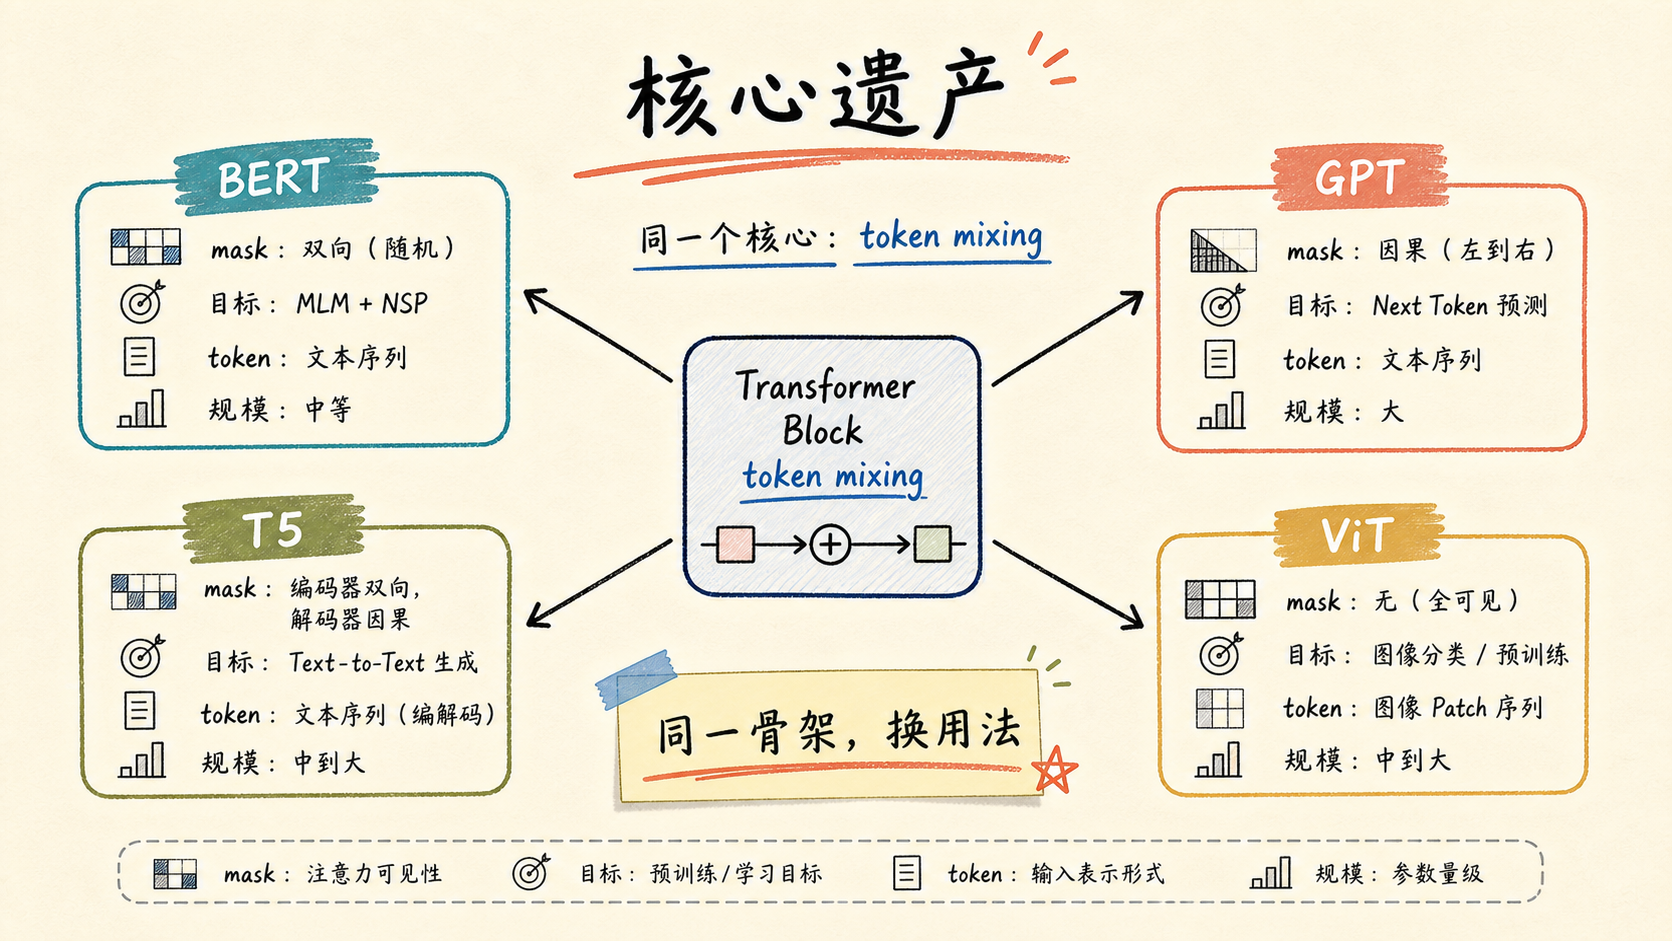 核心遗产
同一个核心：token mixing
BERT
mask：双向（随机）
目标：MLM + NSP
token：文本序列
规模：中等
GPT
mask：因果（左到右）
目标：Next Token 预测
token：文本序列
规模：大
Transformer
Block
token mixing
T5
mask：编码器双向，
解码器因果
目标：Text-to-Text 生成
token：文本序列（编解码）
规模：中到大
ViT
mask：无（全可见）
目标：图像分类 / 预训练
token：图像 Patch 序列
规模：中到大
同一骨架，换用法
mask：注意力可见性
目标：预训练/学习目标
token：输入表示形式
规模：参数量级